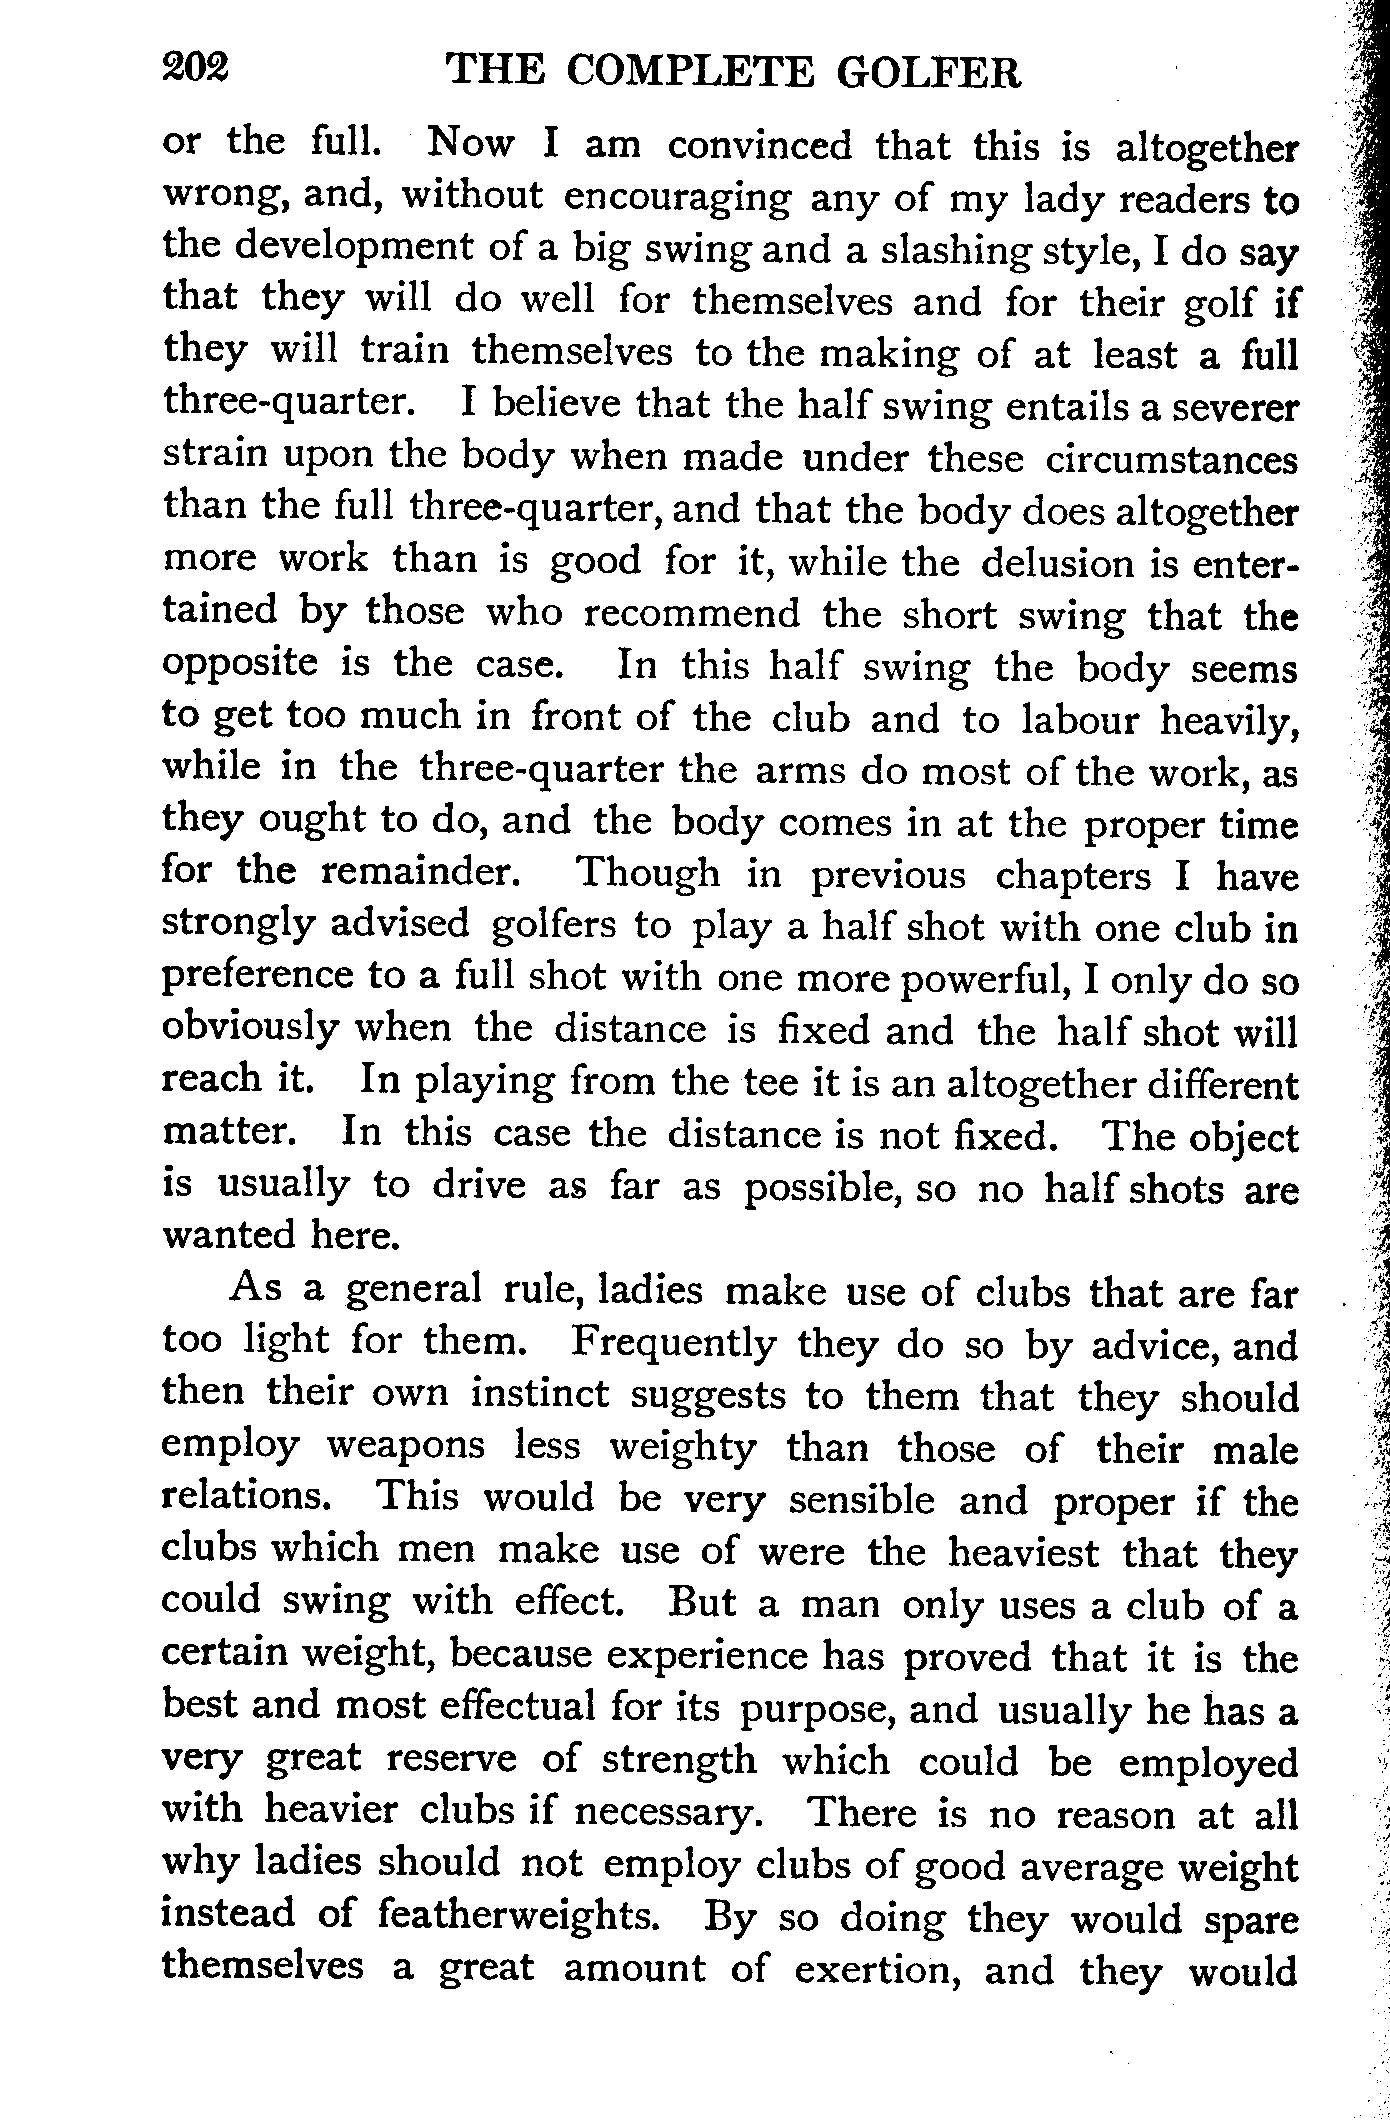 202 THE COMPLETE GOLFER
or the full. Now I am convinced that this is altogether
wrong, and, without encouraging any of my lady readers to
the development of a big swing and a slashing style, I do say
that they will do well for themselves and for their golf if
they will train themselves to the making of at least a full
three-quarter. I believe that the half swing entails a severer
strain upon the body when made under these circumstances
than the full three-quarter, and that the body does altogether
more work than is good for it, while the delusion is enter-
tained by those who recommend the short swing that the
opposite is the case. In this half swing the body seems
to get too much in front of the club and to labour heavily,
while in the three-quarter the arms do most of the work, as
they ought to do, and the body comes in at the proper time
for the remainder. Though in previous chapters I have
strongly advised golfers to play a half shot with one club in
preference to a full shot with one more powerful, I only do so
obviously when the distance is fixed and the half shot will
reach it. In playing from the tee it is an altogether different
matter. In this case the distance is not fixed. The object
is usually to drive as far as possible, so no half shots are
wanted here.
As a general rule, ladies make use of clubs that are far
too light for them. Frequently they do so by advice, and
then their own instinct suggests to them that they should
employ weapons less weighty than those of their male
relations. This would be very sensible and proper if the
clubs which men make use of were the heaviest that they
could swing with effect. But a man only uses a club of a
certain weight, because experience has proved that it is the
best and most effectual for its purpose, and usually he has a
very great reserve of strength which could be employed
with heavier clubs if necessary. There is no reason at all
why ladies should not employ clubs of good average weight
instead of featherweights. By so doing they would spare
themselves a great amount of exertion, and they would